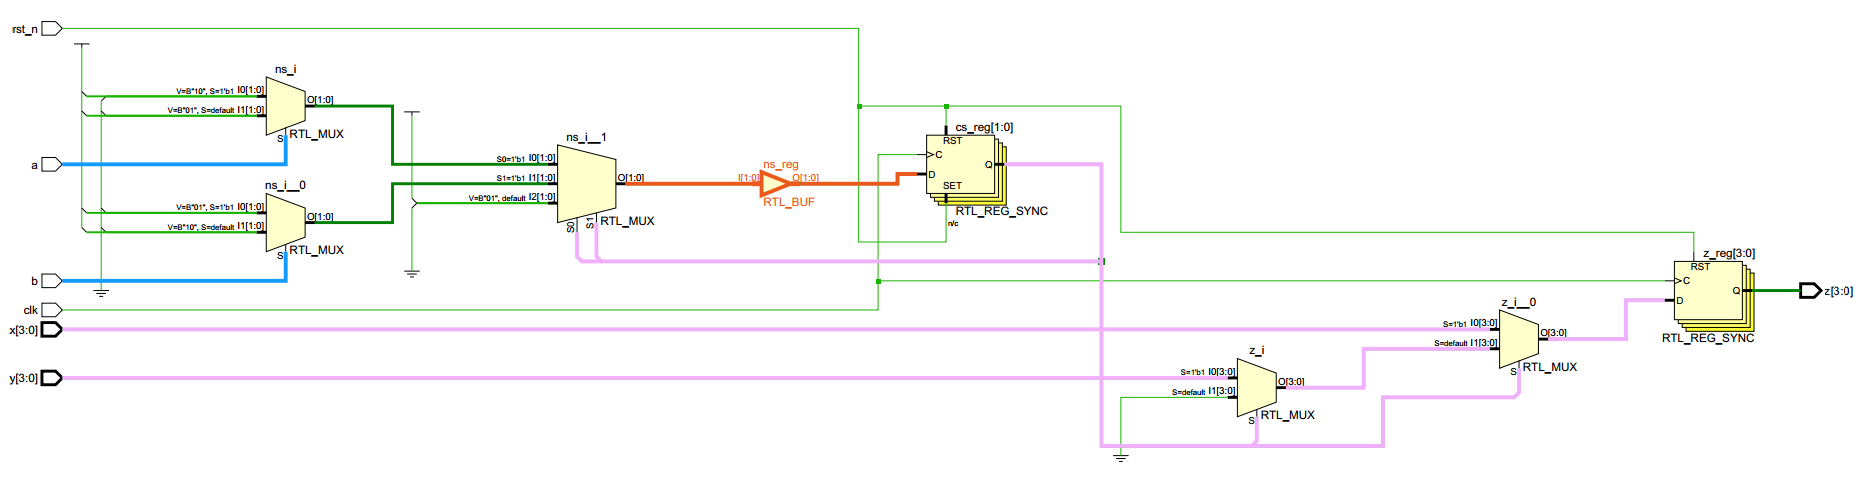 rst_n
ns_i
V=B"10", S=1'b1 I0[1:0]
V=B"01", S=default I1[1:0]
O[1:0]
S
RTL_MUX
a
ns_i__0
V=B"01", S=1'b1 I0[1:0]
V=B"10", S=default I1[1:0]
O[1:0]
S
RTL_MUX
b
clk
x[3:0]
y[3:0]
ns_i__1
S0=1'b1 I0[1:0]
S1=1'b1 I1[1:0]
V=B"01", default I2[1:0]
O[1:0]
S0
S1
RTL_MUX
ns_reg
I[1:0]
O[1:0]
RTL_BUF
cs_reg[1:0]
RST
C
Q
D
SET
RTL_REG_SYNC
n/c
z_i
S=1'b1 I0[3:0]
S=default I1[3:0]
O[3:0]
S
RTL_MUX
z_i__0
S=1'b1 I0[3:0]
S=default I1[3:0]
O[3:0]
S
RTL_MUX
z_reg[3:0]
RST
C
Q
D
RTL_REG_SYNC
z[3:0]